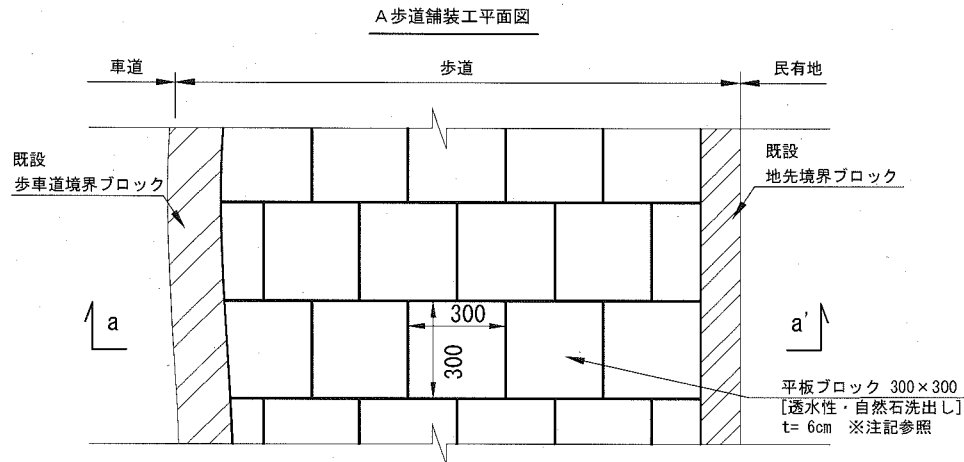 A歩道舗装工平面図
車道
歩道
民有地
既設
歩車道境界ブロック
既設
地先境界ブロック
300
300
a
a'
平板ブロック 300×300
[透水性・自然石洗出し]
t= 6cm ※注記参照